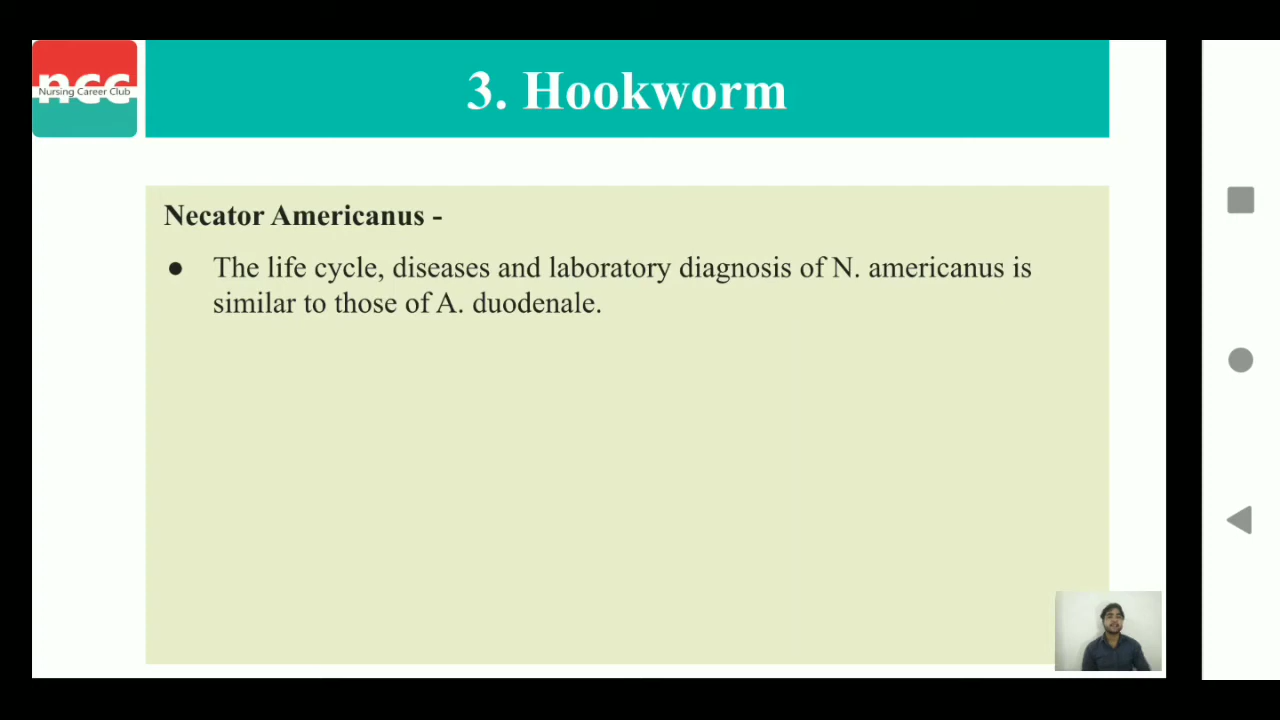 ncc
Nursing Career Club
3. Hookworm
Necator Americanus -
● The life cycle, diseases and laboratory diagnosis of N. americanus is
similar to those of A. duodenale.